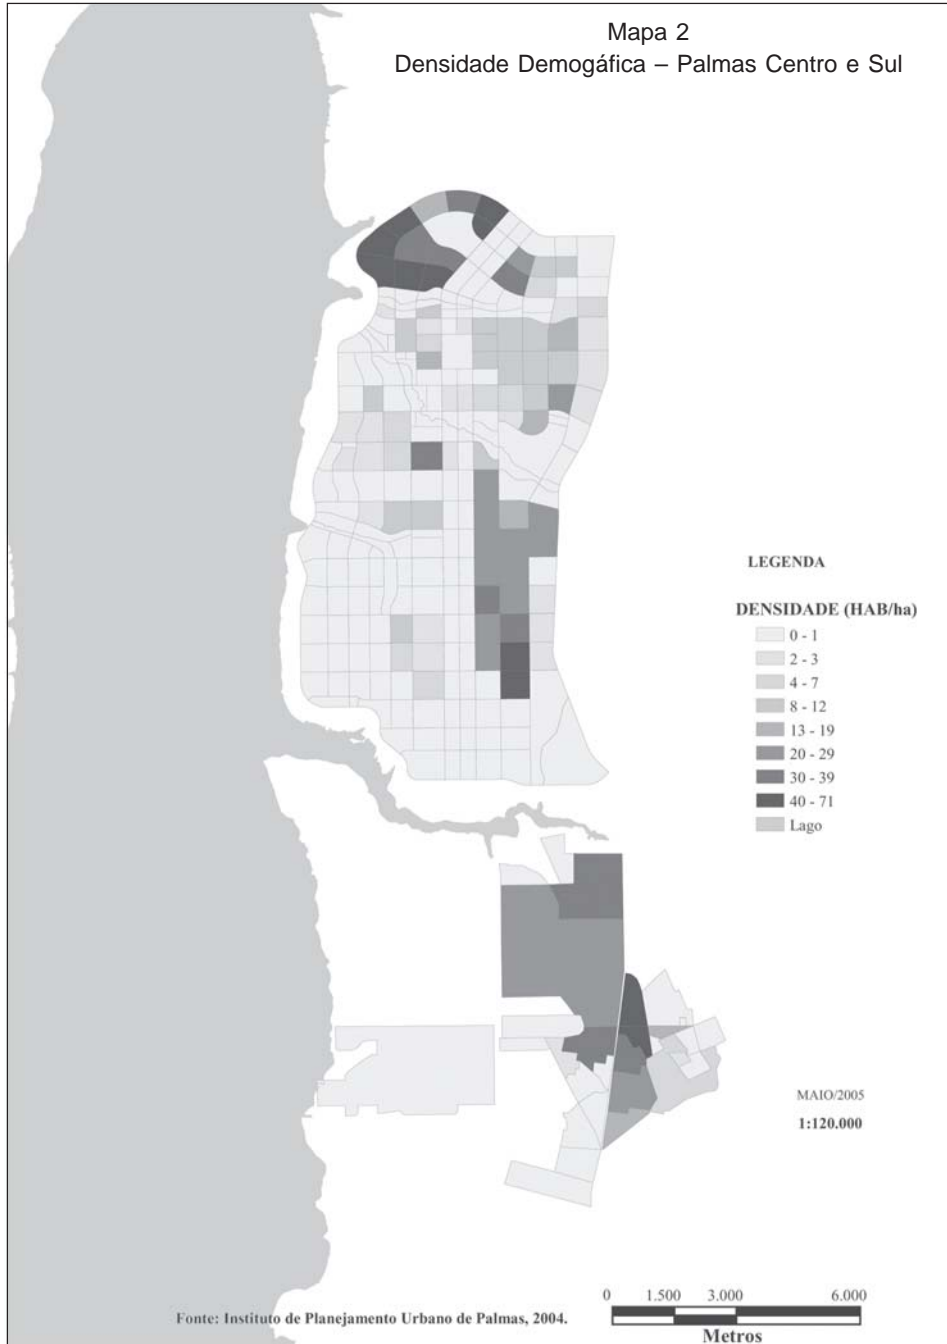 Mapa 2
Densidade Demogáfica – Palmas Centro e Sul
LEGENDA
DENSIDADE (HAB/ha)
0 - 1
2 - 3
4 - 7
8 - 12
13 - 19
20 - 29
30 - 39
40 - 71
Lago
MAIO/2005
1:120.000
0 1.500 3.000 6.000
Metros
Fonte: Instituto de Planejamento Urbano de Palmas, 2004.